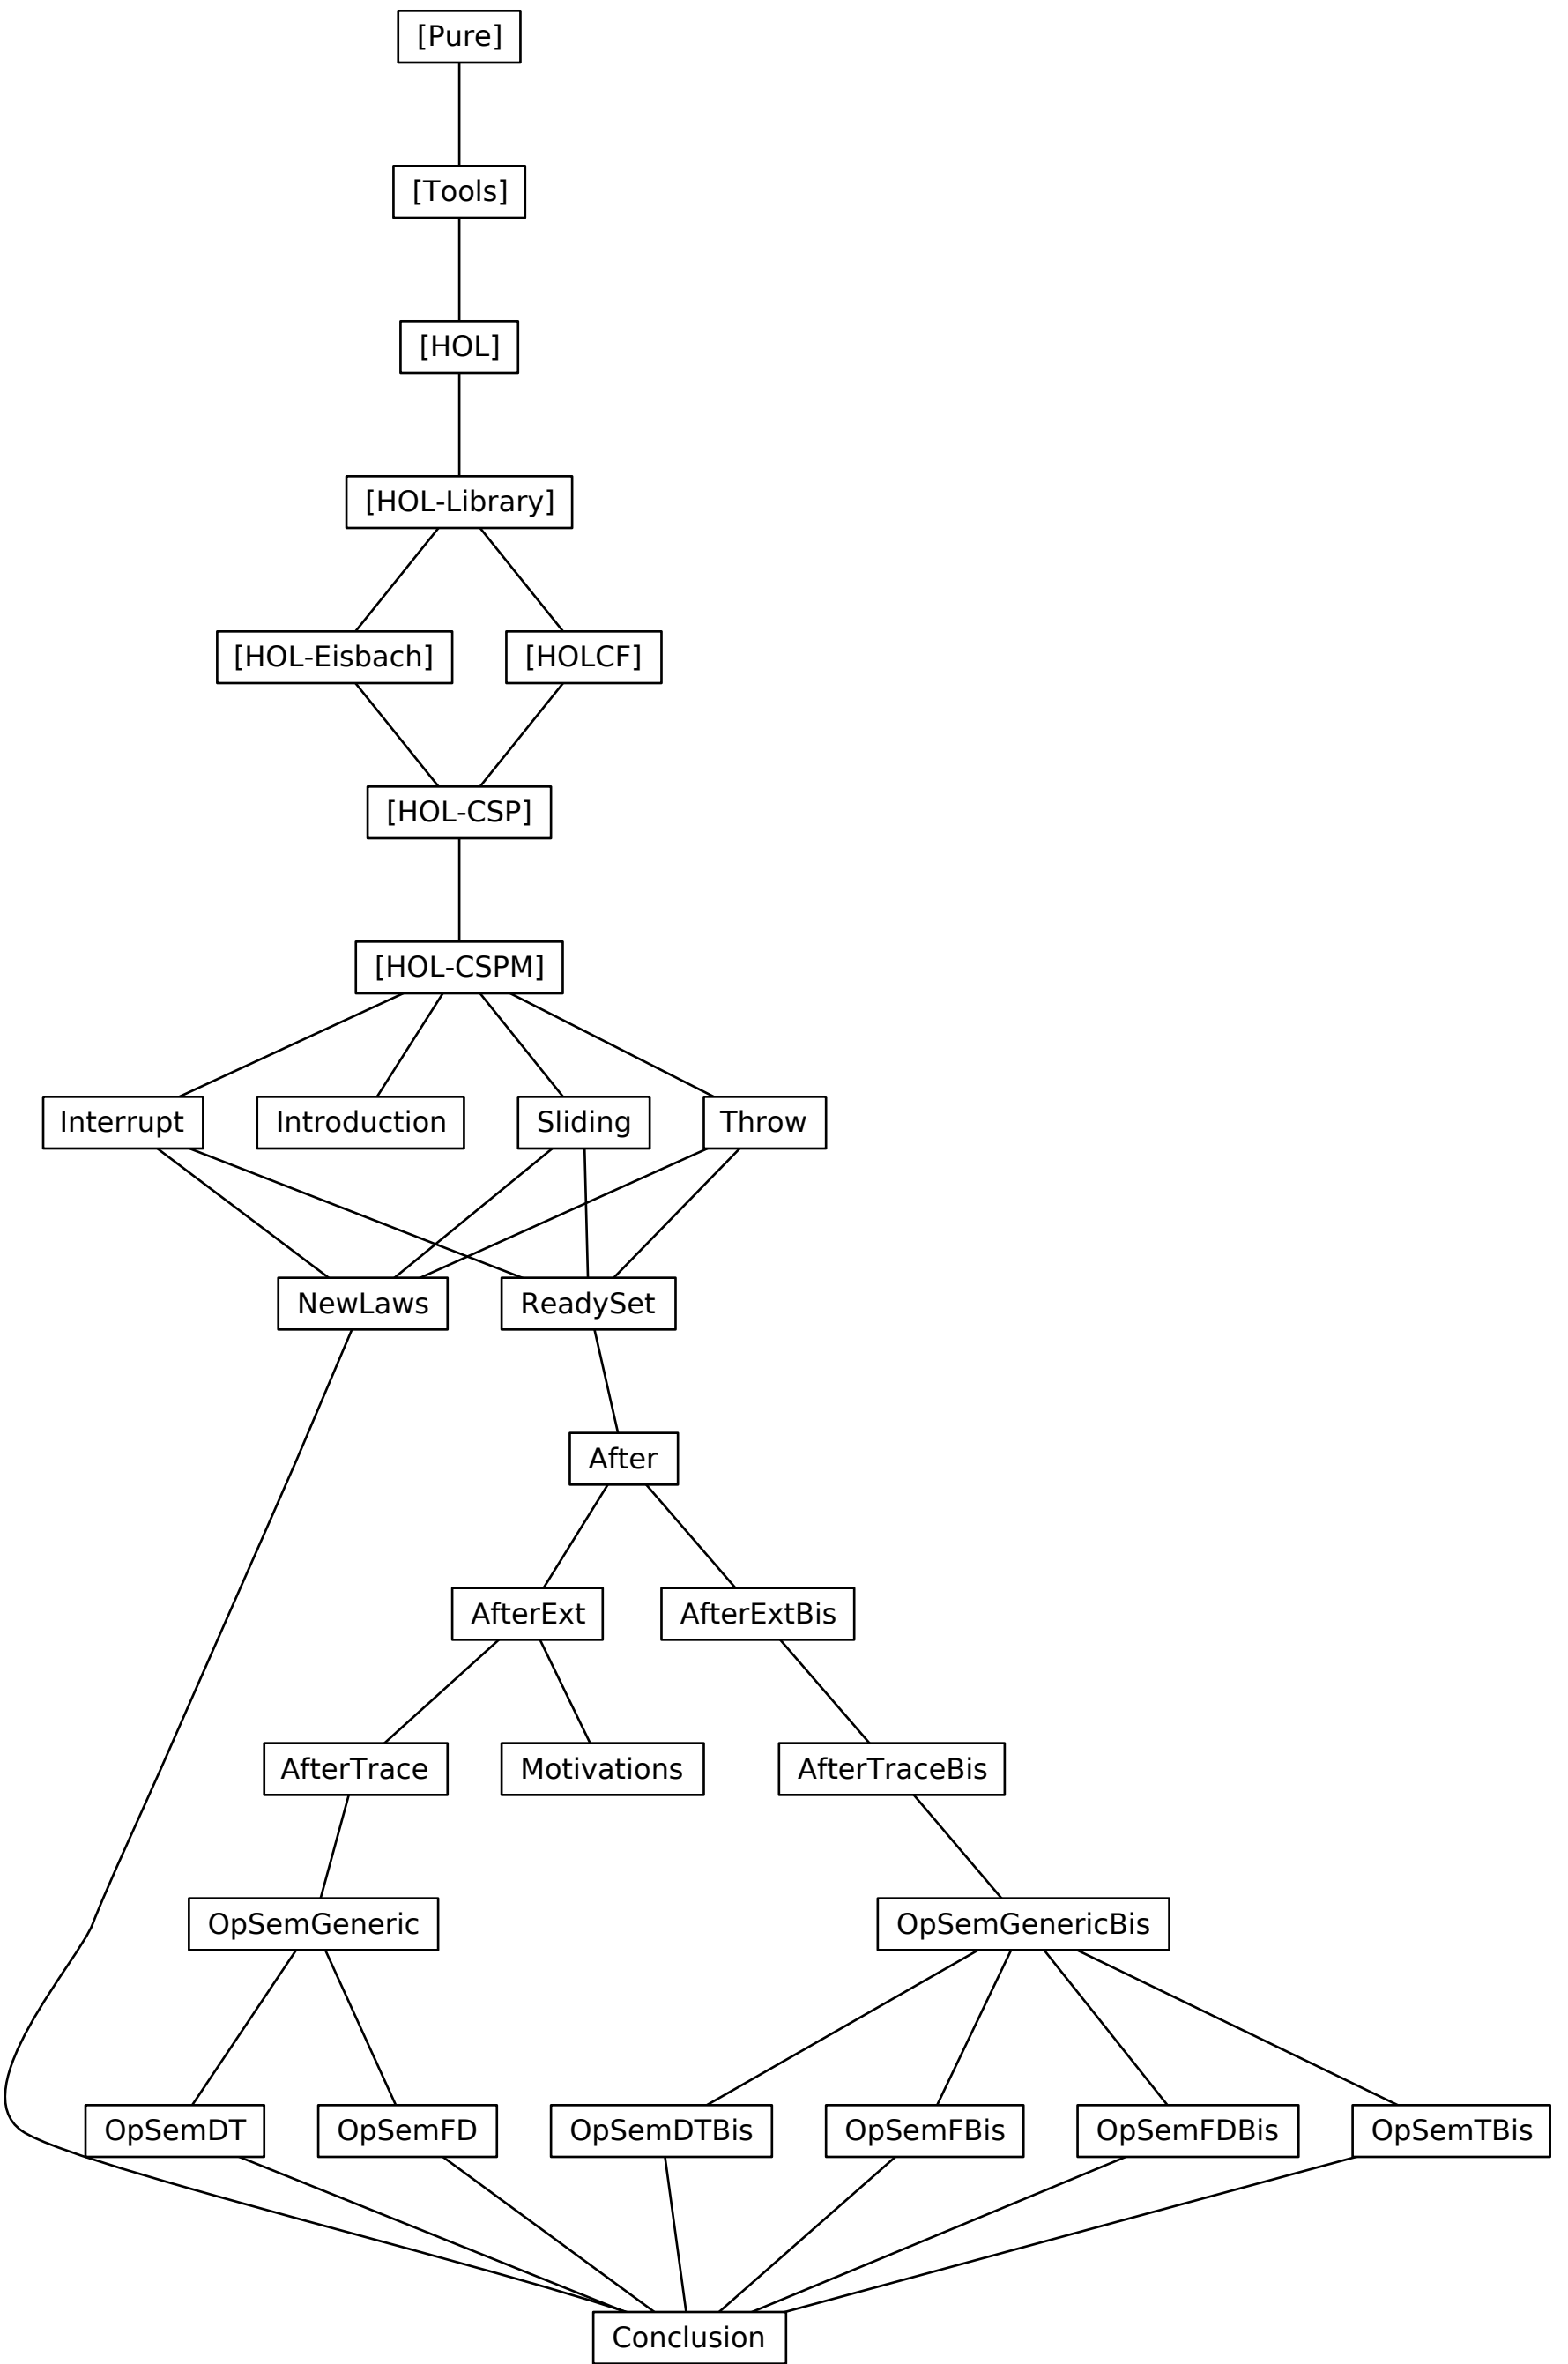 [Pure]
[Tools]
[HOL]
[HOL-Library]
[HOL-Eisbach]
[HOLCF]
[HOL-CSP]
[HOL-CSPM]
Interrupt
Introduction
Sliding
Throw
NewLaws
ReadySet
After
AfterExt
AfterExtBis
AfterTrace
Motivations
AfterTraceBis
OpSemGeneric
OpSemGenericBis
OpSemDT
OpSemFD
OpSemDTBis
OpSemFBis
OpSemFDBis
OpSemTBis
Conclusion